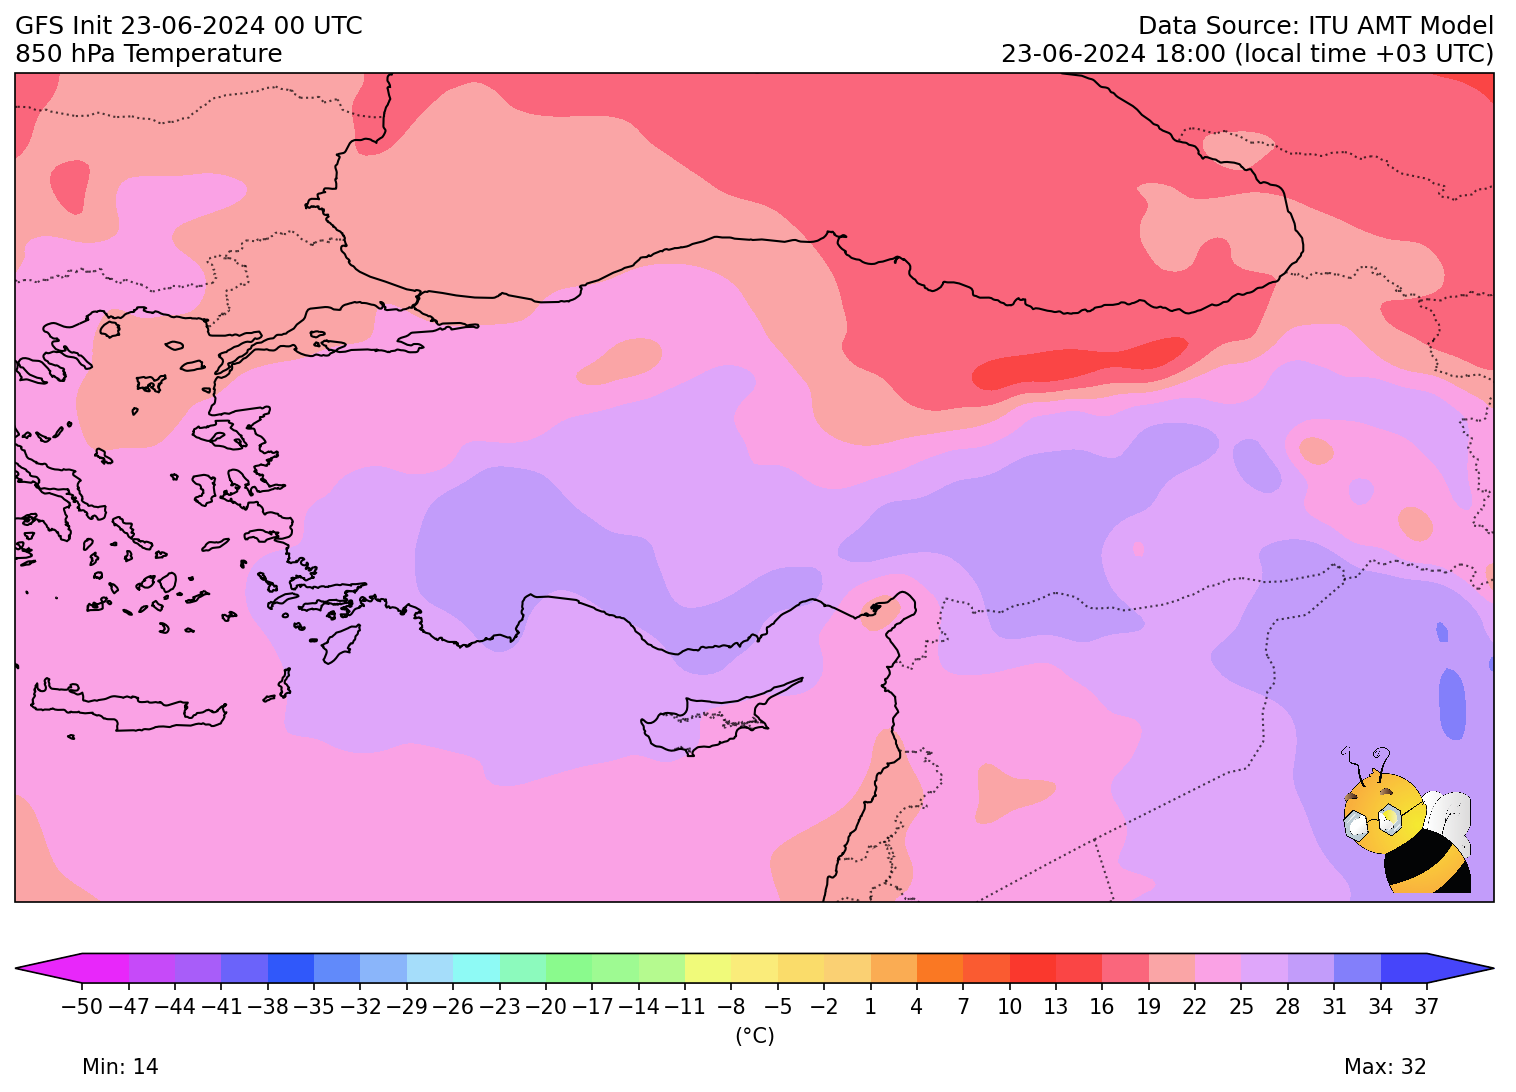 GFS Init 23-06-2024 00 UTC
850 hPa Temperature
Data Source: ITU AMT Model
23-06-2024 18:00 (local time +03 UTC)
−50 −47 −44 −41 −38 −35 −32 −29 −26 −23 −20 −17 −14 −11 −8 −5 −2 1 4 7 10 13 16 19 22 25 28 31 34 37
(°C)
Min: 14
Max: 32